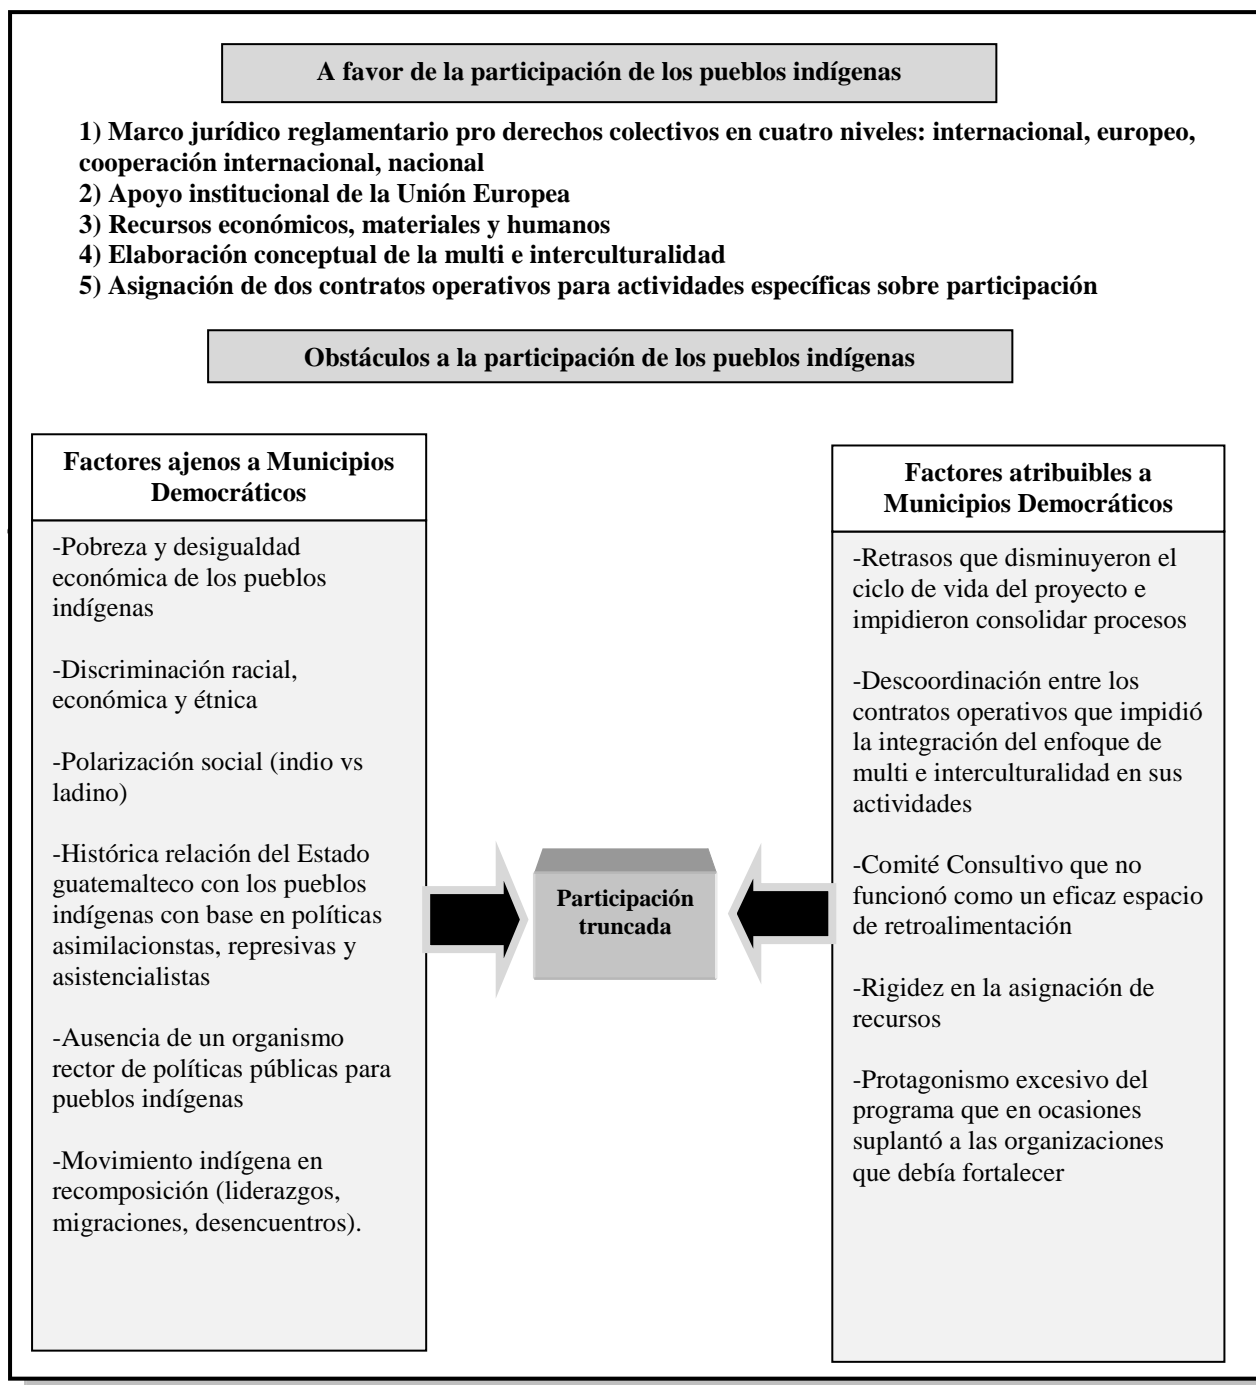 A favor de la participación de los pueblos indígenas
1) Marco jurídico reglamentario pro derechos colectivos en cuatro niveles: internacional, europeo,
cooperación internacional, nacional
2) Apoyo institucional de la Unión Europea
3) Recursos económicos, materiales y humanos
4) Elaboración conceptual de la multi e interculturalidad
5) Asignación de dos contratos operativos para actividades específicas sobre participación
Obstáculos a la participación de los pueblos indígenas
Factores ajenos a Municipios
Democráticos
-Pobreza y desigualdad
económica de los pueblos
indígenas
-Discriminación racial,
económica y étnica
-Polarización social (indio vs
ladino)
-Histórica relación del Estado
guatemalteco con los pueblos
indígenas con base en políticas
asimilacionstas, represivas y
asistencialistas
-Ausencia de un organismo
rector de políticas públicas para
pueblos indígenas
-Movimiento indígena en
recomposición (liderazgos,
migraciones, desencuentros).
Participación
truncada
Factores atribuibles a
Municipios Democráticos
-Retrasos que disminuyeron el
ciclo de vida del proyecto e
impidieron consolidar procesos
-Descoordinación entre los
contratos operativos que impidió
la integración del enfoque de
multi e interculturalidad en sus
actividades
-Comité Consultivo que no
funcionó como un eficaz espacio
de retroalimentación
-Rigidez en la asignación de
recursos
-Protagonismo excesivo del
programa que en ocasiones
suplantó a las organizaciones
que debía fortalecer